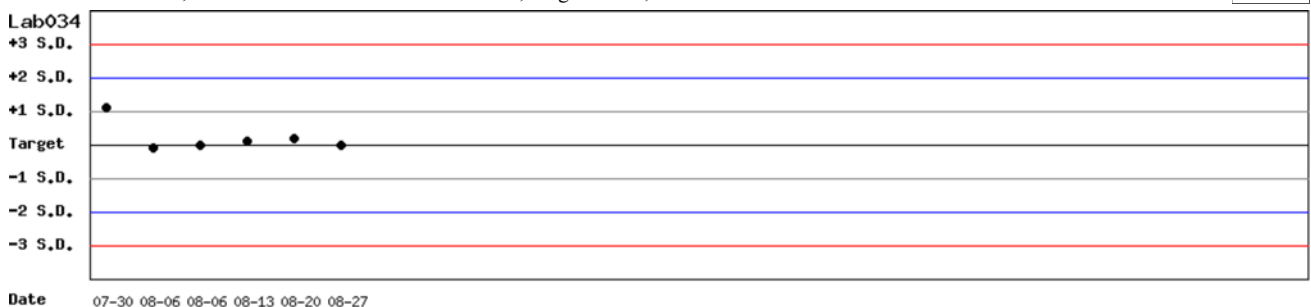 Lab034
+3 S.D.
+2 S.D.
+1 S.D.
Target
-1 S.D.
-2 S.D.
-3 S.D.
Date 07-30 08-06 08-06 08-13 08-20 08-27